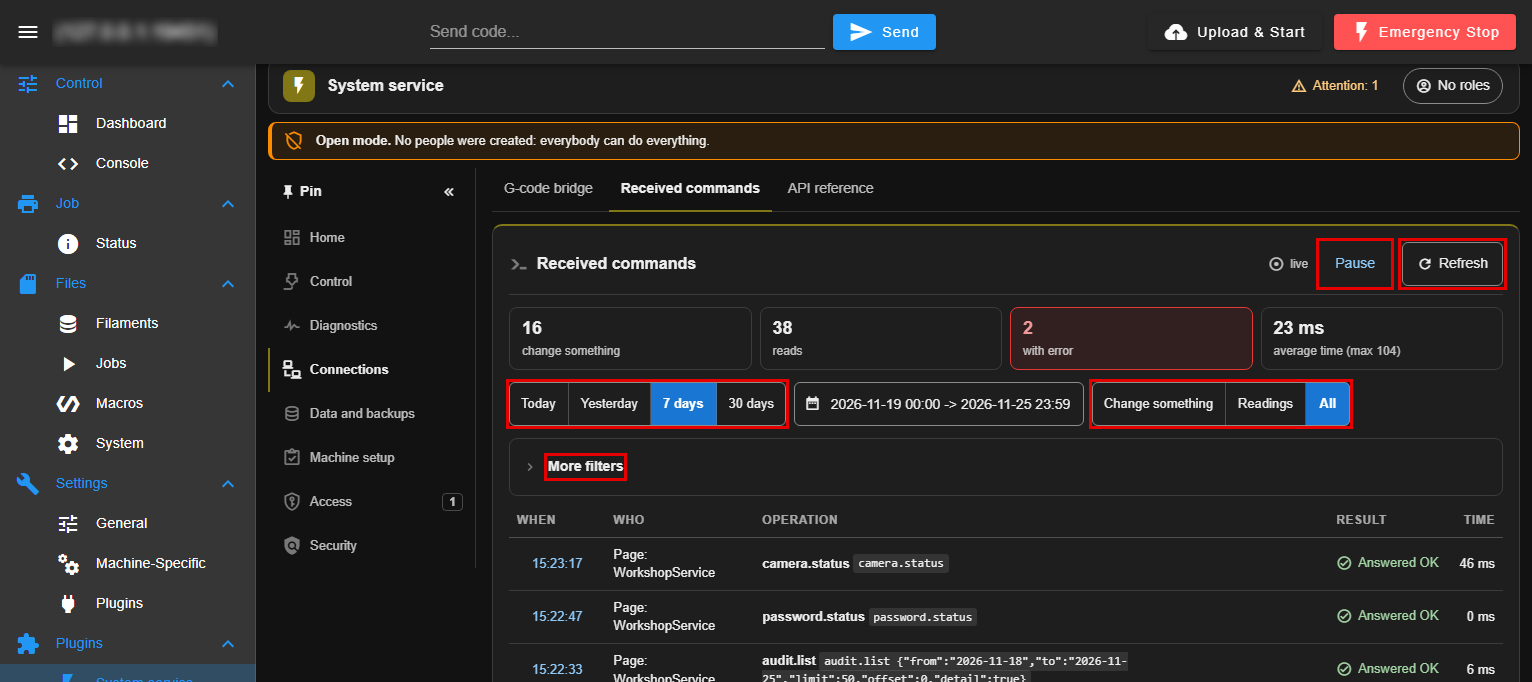 Send code...
Send
Upload & Start
Emergency Stop
Control
Dashboard
Console
Job
Status
Files
Filaments
Jobs
Macros
System
Settings
General
Machine-Specific
Plugins
Plugins
System service
System service
Attention: 1
No roles
Open mode. No people were created: everybody can do everything.
Pin
«
Home
Control
Diagnostics
Connections
Data and backups
Machine setup
Access
1
Security
G-code bridge
Received commands
API reference
Received commands
live
Pause
Refresh
16
change something
38
reads
2
with error
23 ms
average time (max 104)
Today
Yesterday
7 days
30 days
2026-11-19 00:00 -> 2026-11-25 23:59
Change something
Readings
All
More filters
WHEN
WHO
OPERATION
RESULT
TIME
15:23:17
Page:
WorkshopService
camera.status camera.status
Answered OK
46 ms
15:22:47
Page:
WorkshopService
password.status password.status
Answered OK
0 ms
15:22:33
Page:
WorkshopService
audit.list audit.list {"from":"2026-11-18","to":"2026-11-
25","limit":50,"offset":0,"detail":true}
Answered OK
6 ms